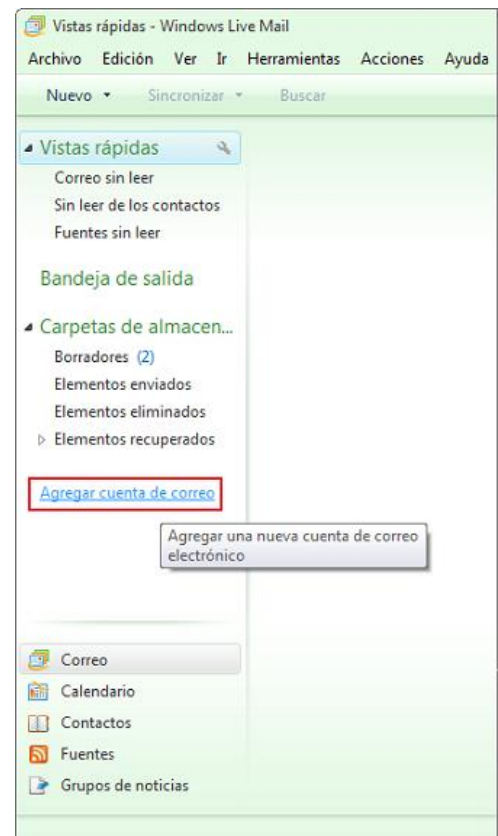 Vistas rápidas - Windows Live Mail
Archivo Edición Ver Ir Herramientas Acciones Ayuda
Nuevo Sincronizar Buscar
Vistas rápidas
Correo sin leer
Sin leer de los contactos
Fuentes sin leer
Bandeja de salida
Carpetas de almacen...
Borradores (2)
Elementos enviados
Elementos eliminados
Elementos recuperados
Agregar cuenta de correo
Agregar una nueva cuenta de correo
electrónico
Correo
Calendario
Contactos
Fuentes
Grupos de noticias